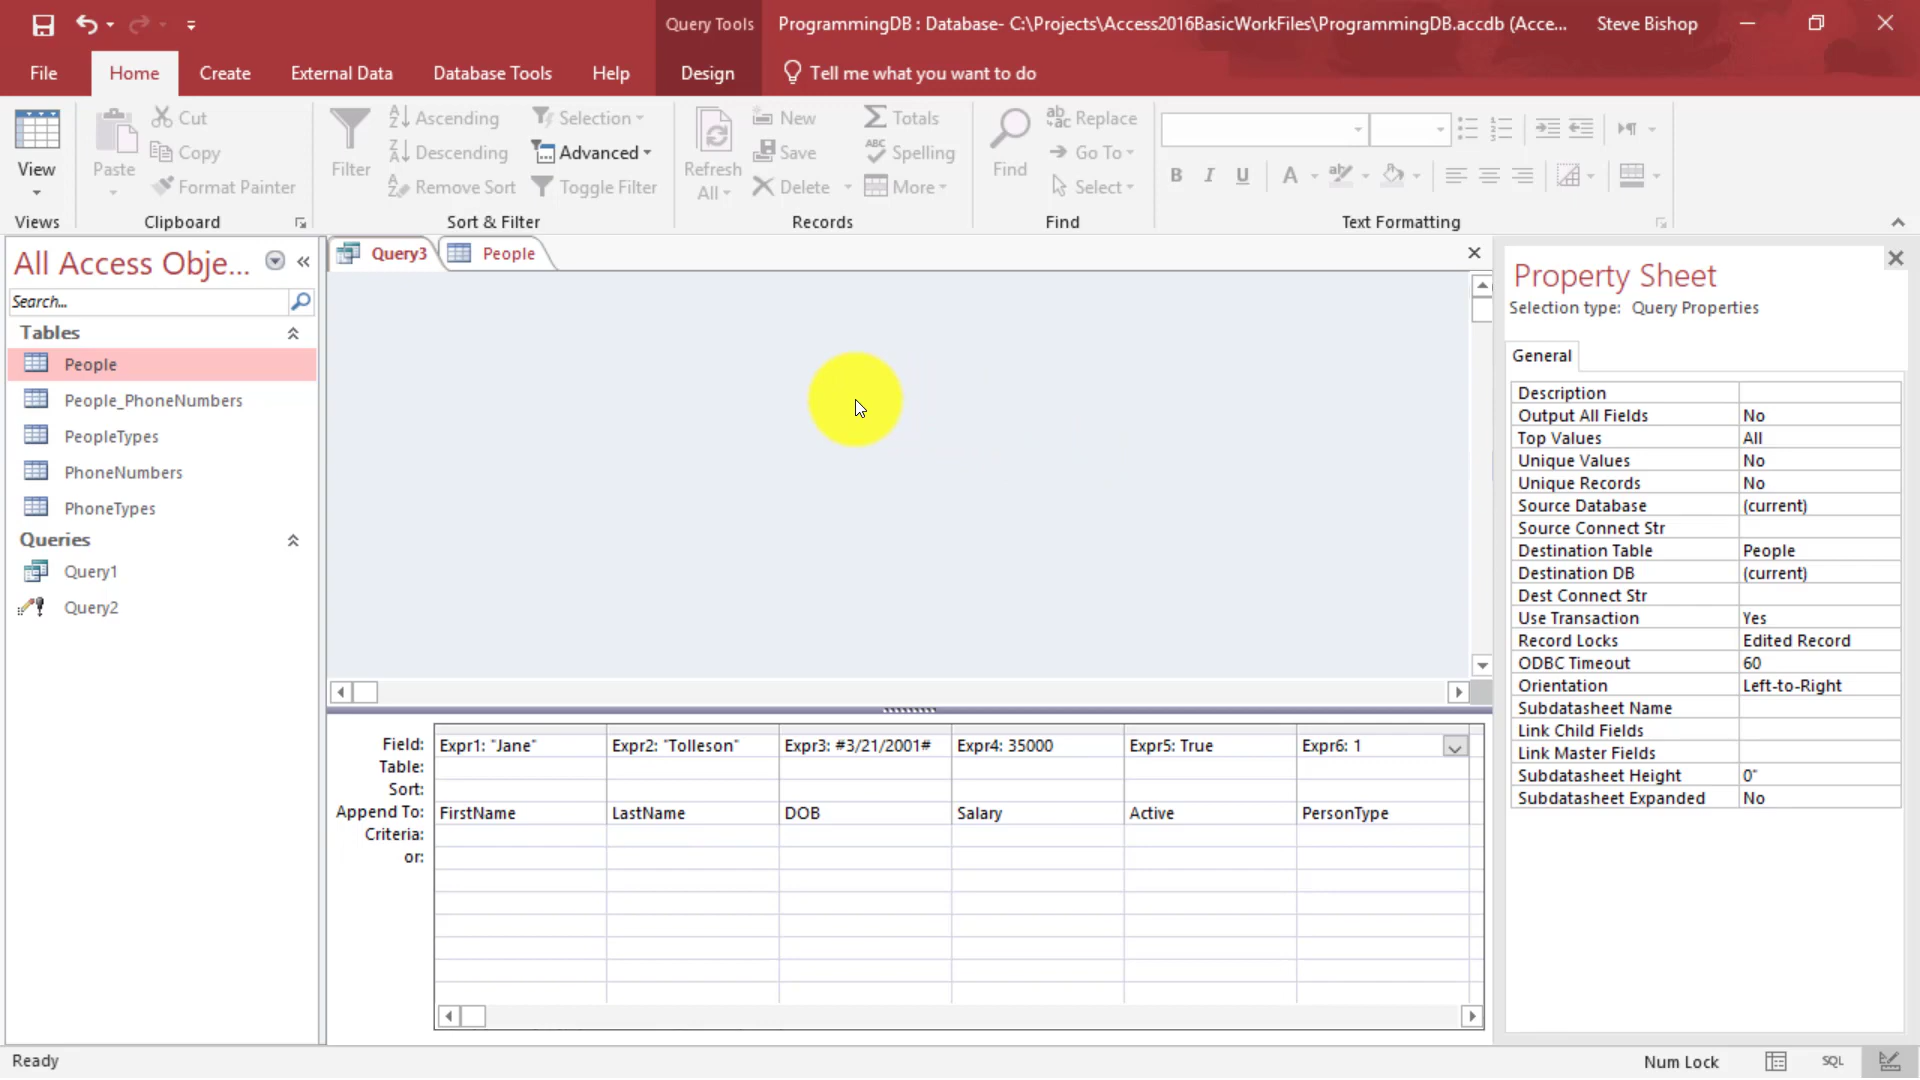 Query Tools
ProgrammingDB : Database- C:\Projects\Access2016BasicWorkFiles\ProgrammingDB.accdb (Acce...
Steve Bishop
File
Home
Create
External Data
Database Tools
Help
Design
Tell me what you want to do
View
Views
Paste
Cut
Copy
Format Painter
Clipboard
Filter
Ascending
Descending
Remove Sort
Selection
Advanced
Toggle Filter
Sort & Filter
Refresh
All
New
Save
Delete
Totals
Spelling
More
Records
Find
Replace
Go To
Select
Find
B I U A
Text Formatting
All Access Obje...
Search...
Tables
People
People_PhoneNumbers
PeopleTypes
PhoneNumbers
PhoneTypes
Queries
Query1
Query2
Query3
People
Field: Expr1: "Jane" Expr2: "Tolleson" Expr3: #3/21/2001# Expr4: 35000 Expr5: True Expr6: 1
Table:
Sort:
Append To: FirstName LastName DOB Salary Active PersonType
Criteria:
or:
Property Sheet
Selection type: Query Properties
General
Description
Output All Fields No
Top Values All
Unique Values No
Unique Records No
Source Database (current)
Source Connect Str
Destination Table People
Destination DB (current)
Dest Connect Str
Use Transaction Yes
Record Locks Edited Record
ODBC Timeout 60
Orientation Left-to-Right
Subdatasheet Name
Link Child Fields
Link Master Fields
Subdatasheet Height 0"
Subdatasheet Expanded No
Ready
Num Lock
SQL